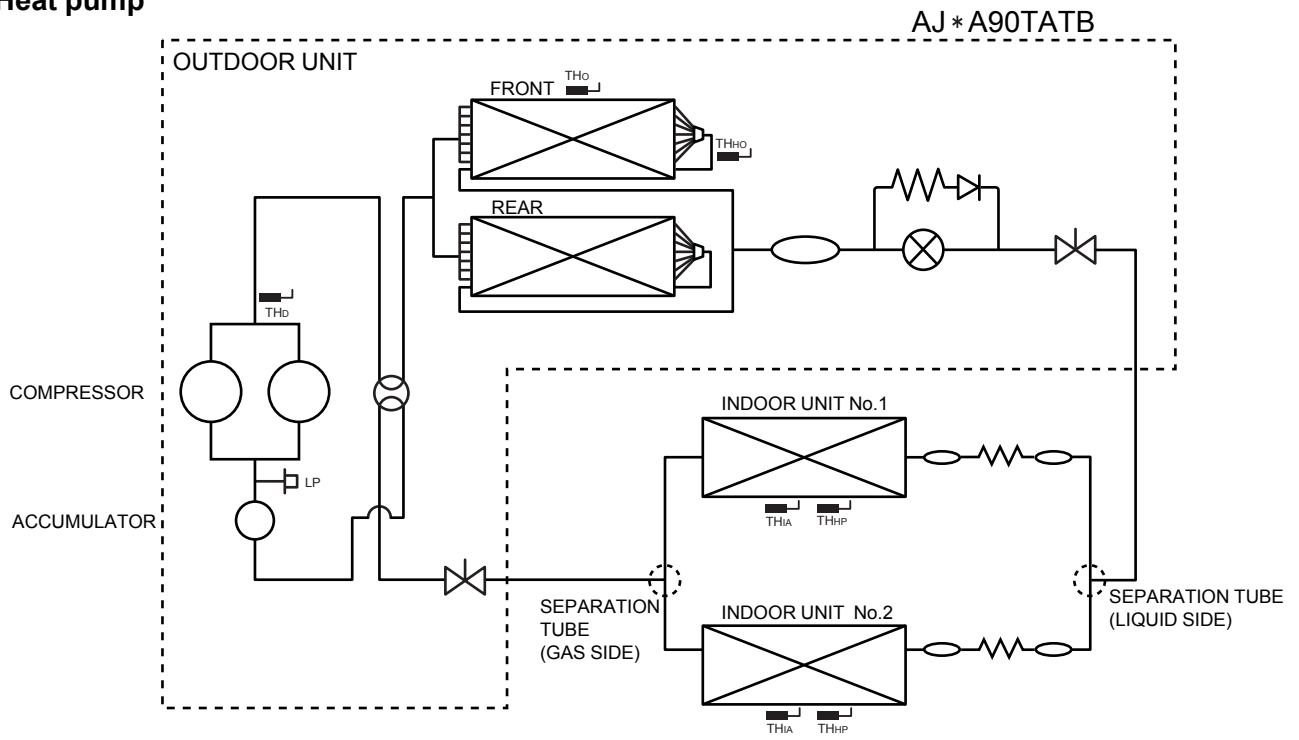 Heat pump
AJ*A90TATB
OUTDOOR UNIT
FRONT
THO
THHO
REAR
THD
COMPRESSOR
LP
ACCUMULATOR
INDOOR UNIT No.1
THIA
THHP
SEPARATION
TUBE
(GAS SIDE)
SEPARATION TUBE
(LIQUID SIDE)
INDOOR UNIT No.2
THIA
THHP